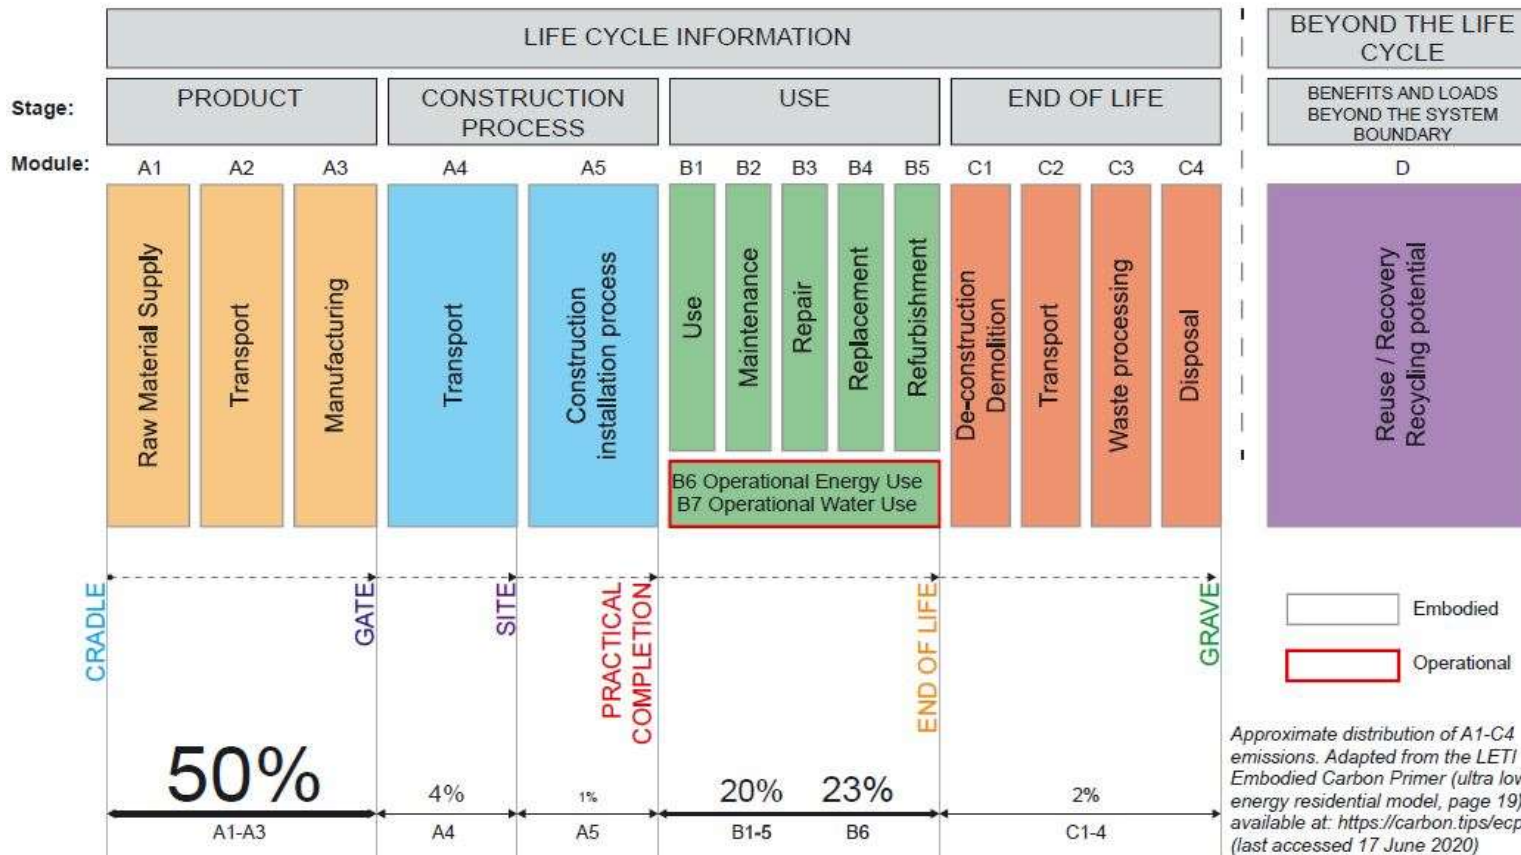 LIFE CYCLE INFORMATION
BEYOND THE LIFE
CYCLE
Stage:
PRODUCT
CONSTRUCTION
PROCESS
USE
END OF LIFE
BENEFITS AND LOADS
BEYOND THE SYSTEM
BOUNDARY
Module:
A1
A2
A3
A4
A5
B1
B2
B3
B4
B5
C1
C2
C3
C4
D
Raw Material Supply
Transport
Manufacturing
Transport
Construction
installation process
Use
Maintenance
Repair
Replacement
Refurbishment
De-construction
Demolition
Transport
Waste processing
Disposal
Reuse / Recovery
Recycling potential
B6 Operational Energy Use
B7 Operational Water Use
CRADLE
GATE
SITE
PRACTICAL
COMPLETION
END OF LIFE
GRAVE
Embodied
Operational
50%
4%
1%
20%
23%
2%
A1-A3
A4
A5
B1-5
B6
C1-4
Approximate distribution of A1-C4
emissions. Adapted from the LETI
Embodied Carbon Primer (ultra low
energy residential model, page 19)
available at: https://carbon.tips/ecp
(last accessed 17 June 2020)